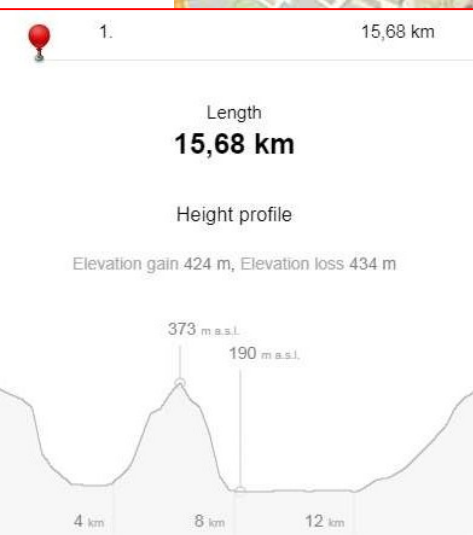 1. 15,68 km
Length
15,68 km
Height profile
Elevation gain 424 m, Elevation loss 434 m
373 m a.s.l.
190 m a.s.l.
4 km 8 km 12 km